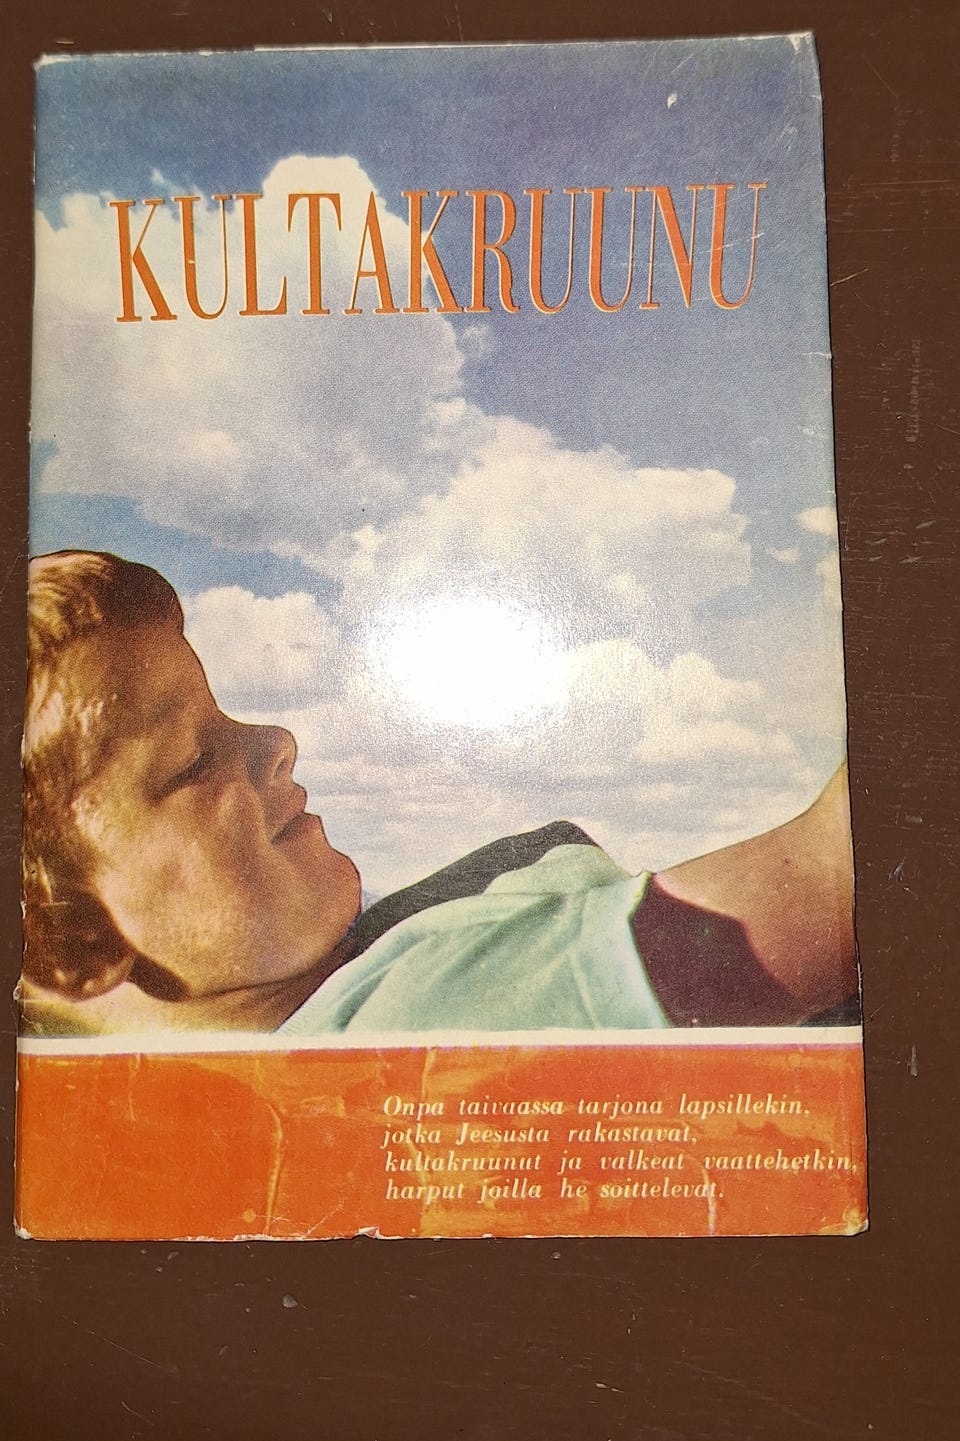 KULTAKRUUNU
Onpa taivaassa tarjona lapsillekin,
jotka Jeesusta rakastavat,
kultakruunut ja valkeat vaattehetkin,
harput joilla he soittelevat.